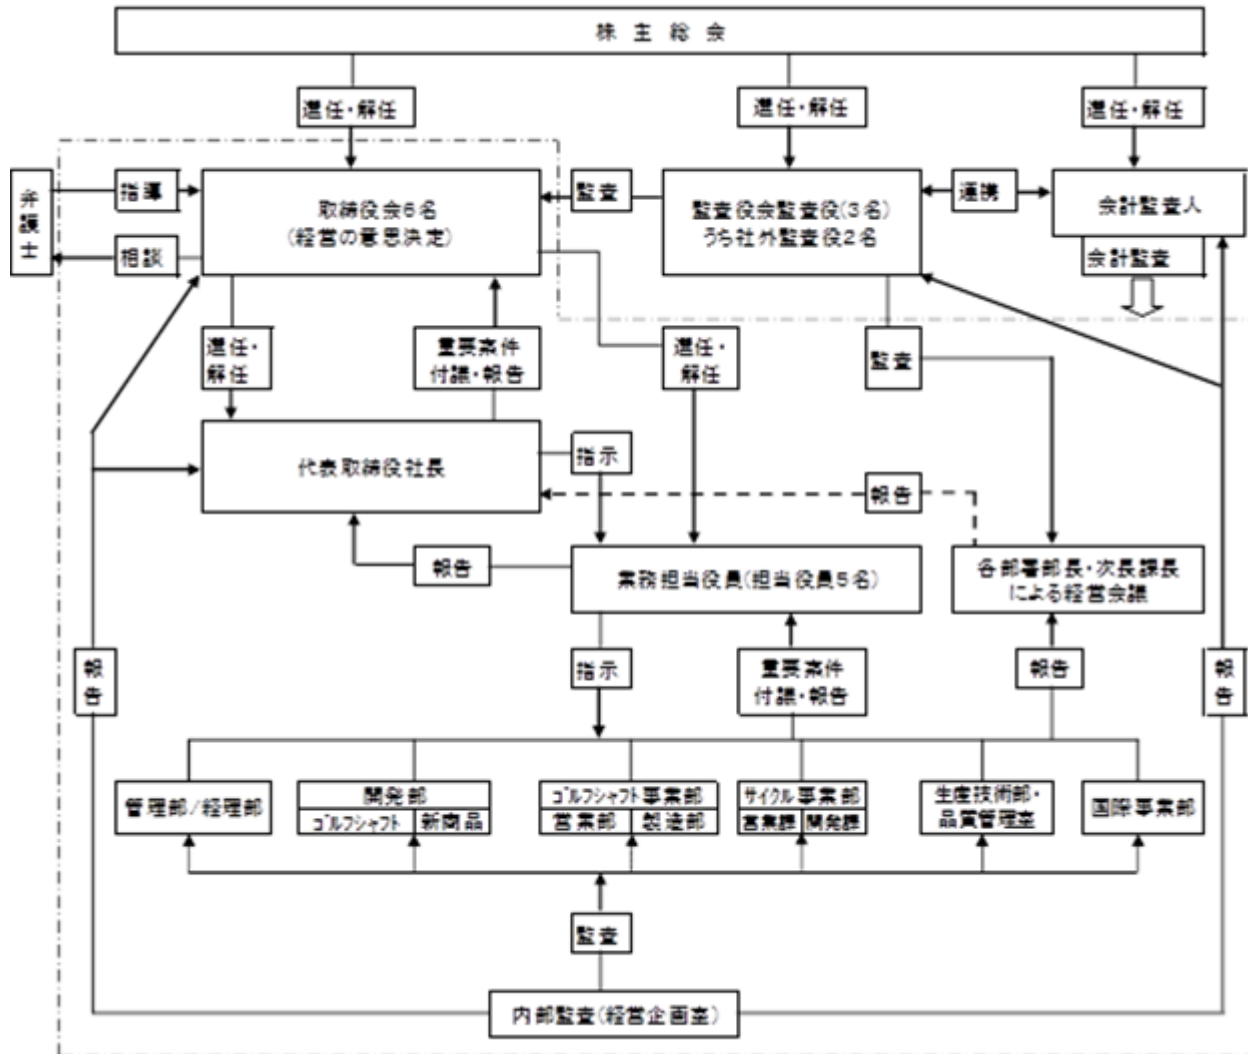 株主総会
選任・解任
選任・解任
選任・解任
弁護士
指導
相談
取締役会6名
(経営の意思決定)
監査
監査役会監査役(3名)
うち社外監査役2名
連携
会計監査人
会計監査
選任・
解任
重要案件
付議・報告
選任・
解任
監査
代表取締役社長
指示
報告
報告
業務担当役員(担当役員5名)
各部署部長・次長課長
による経営会議
報告
指示
重要案件
付議・報告
報告
報告
管理部/経理部
開発部
ゴルフシャフト
新商品
ゴルフシャフト事業部
営業部
製造部
サイクル事業部
営業課
開発課
生産技術部・
品質管理室
国際事業部
監査
内部監査(経営企画室)